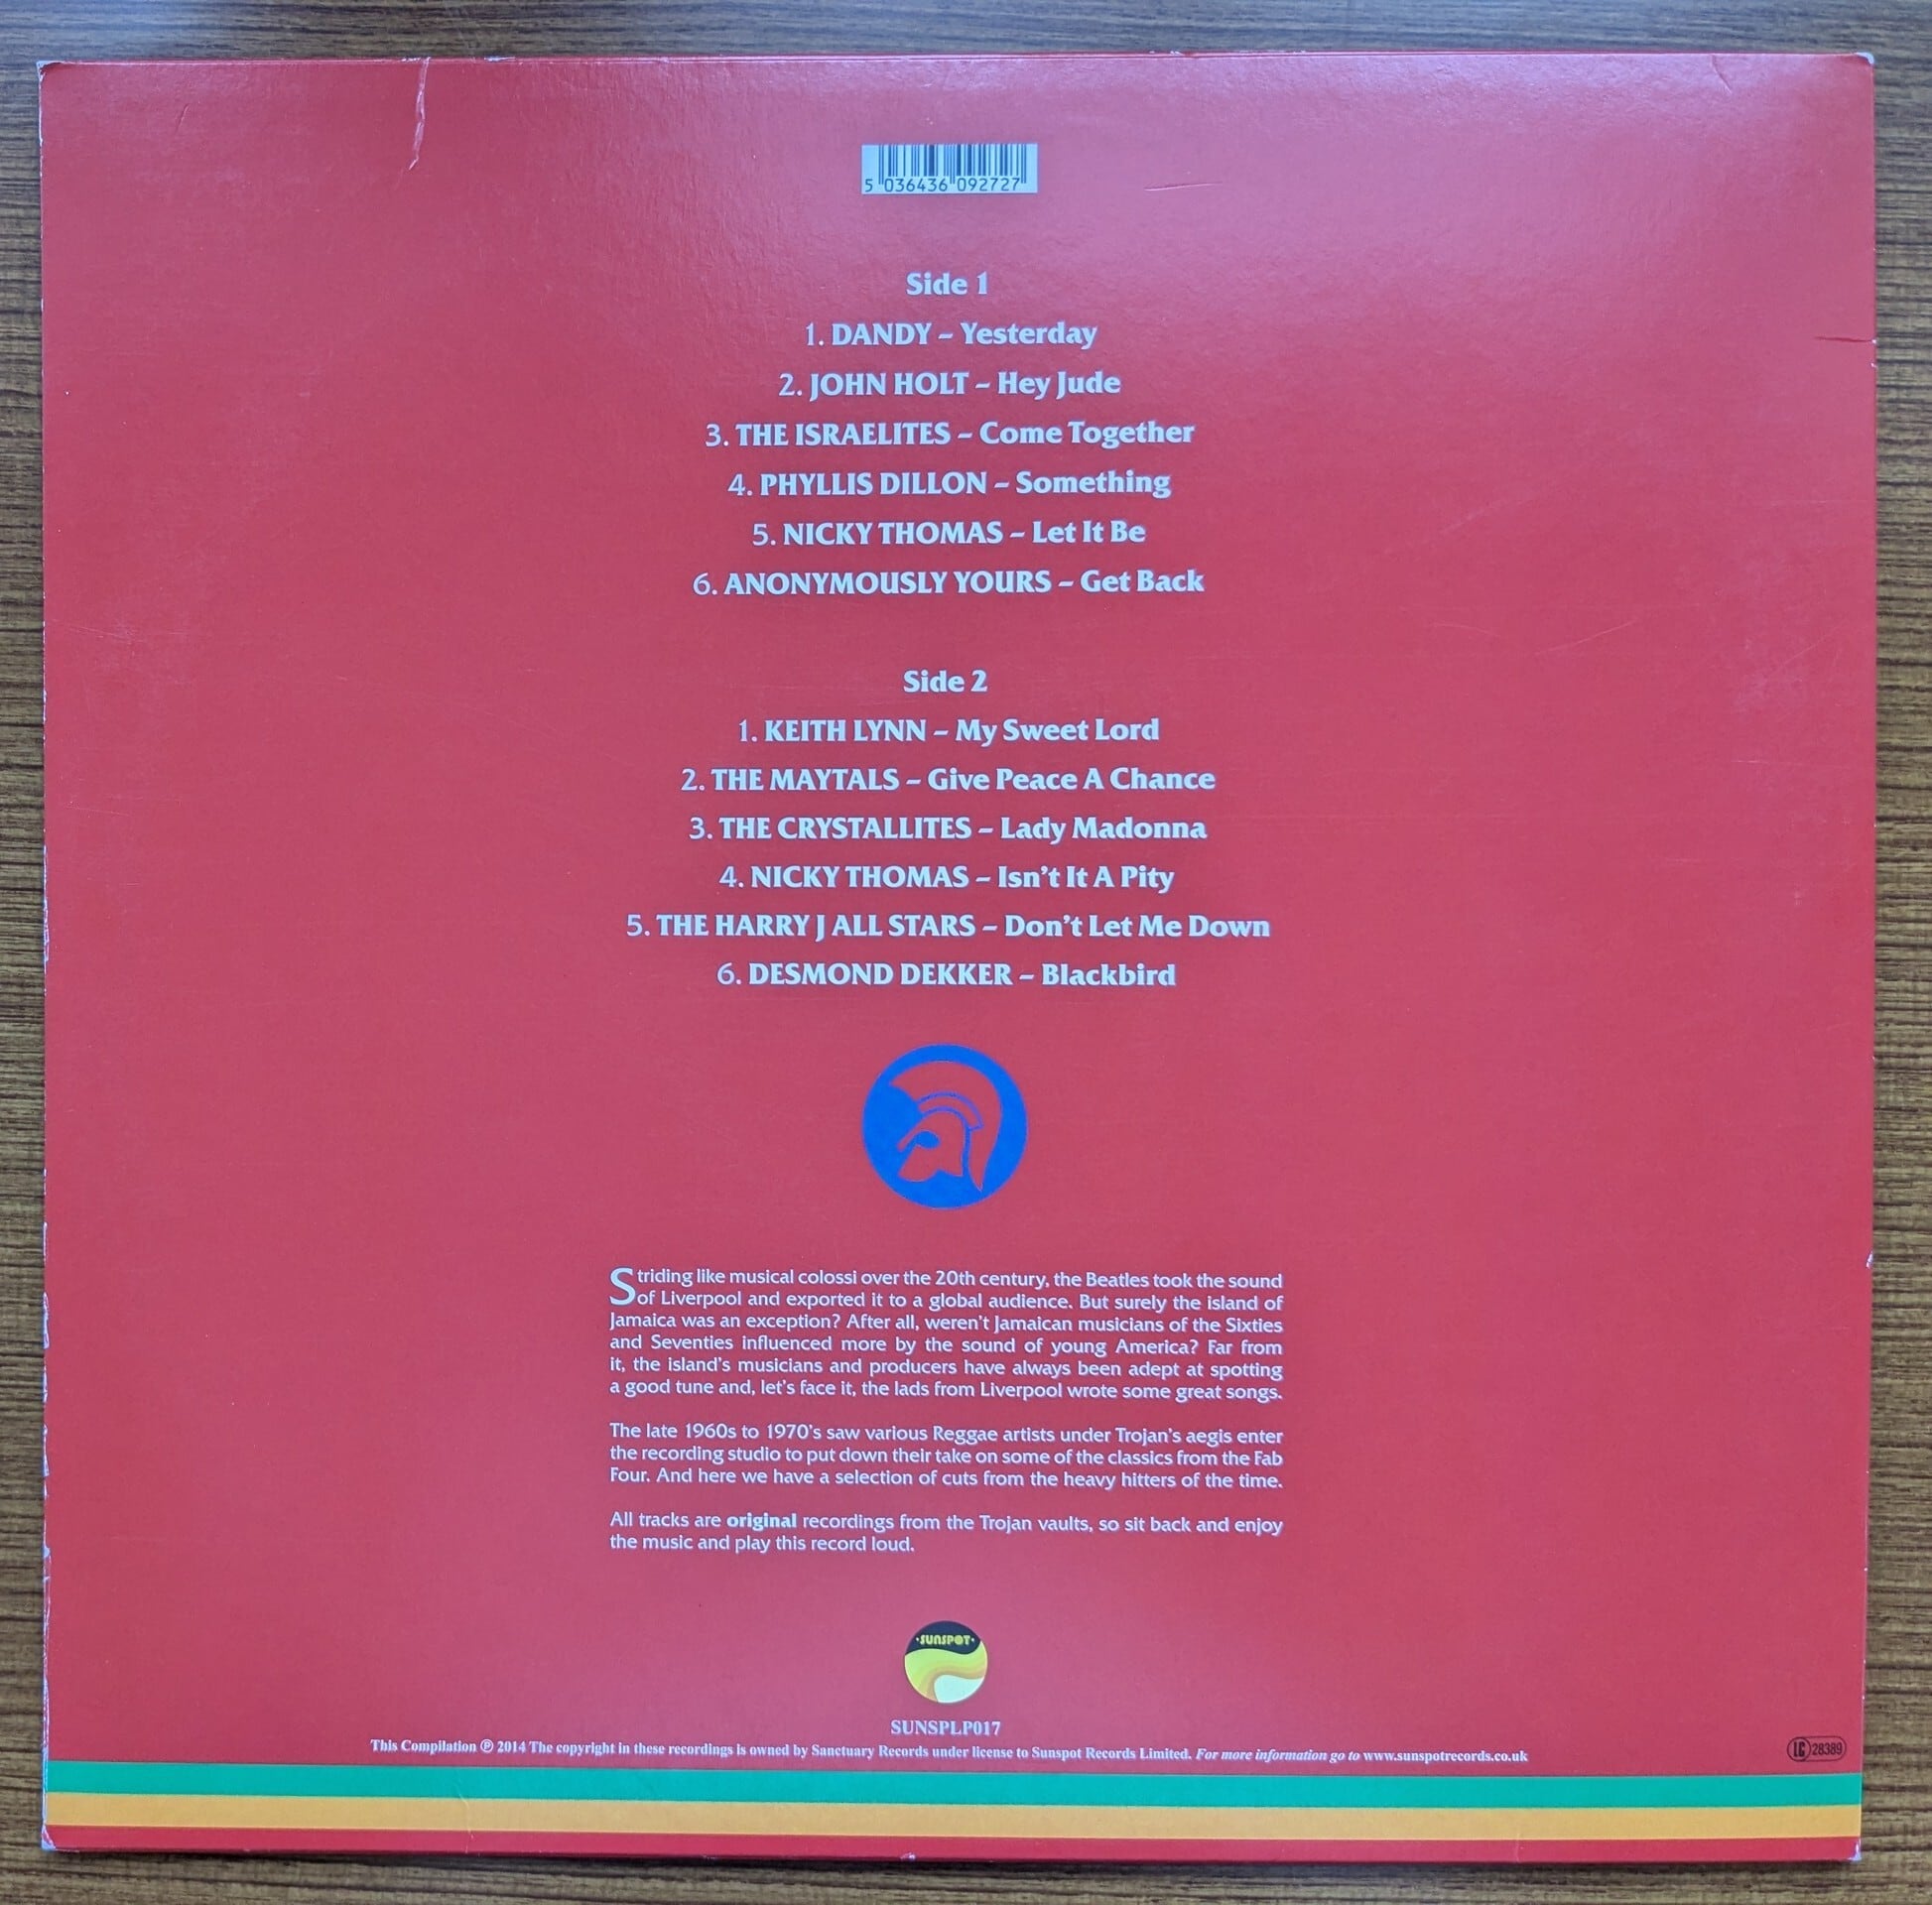 5 036436 092727
Side 1
1. DANDY – Yesterday
2. JOHN HOLT – Hey Jude
3. THE ISRAELITES – Come Together
4. PHYLLIS DILLON – Something
5. NICKY THOMAS – Let It Be
6. ANONYMOUSLY YOURS – Get Back
Side 2
1. KEITH LYNN – My Sweet Lord
2. THE MAYTALS – Give Peace A Chance
3. THE CRYSTALLITES – Lady Madonna
4. NICKY THOMAS – Isn't It A Pity
5. THE HARRY J ALL STARS – Don't Let Me Down
6. DESMOND DEKKER – Blackbird
Striding like musical colossi over the 20th century, the Beatles took the sound
of Liverpool and exported it to a global audience. But surely the island of
Jamaica was an exception? After all, weren't Jamaican musicians of the Sixties
and Seventies influenced more by the sound of young America? Far from
it, the island's musicians and producers have always been adept at spotting
a good tune and, let's face it, the lads from Liverpool wrote some great songs.
The late 1960s to 1970's saw various Reggae artists under Trojan's aegis enter
the recording studio to put down their take on some of the classics from the Fab
Four. And here we have a selection of cuts from the heavy hitters of the time.
All tracks are original recordings from the Trojan vaults, so sit back and enjoy
the music and play this record loud.
·SUNSPOT·
SUNSPLP017
This Compilation ℗ 2014 The copyright in these recordings is owned by Sanctuary Records under license to Sunspot Records Limited. For more information go to www.sunspotrecords.co.uk
LC 28389